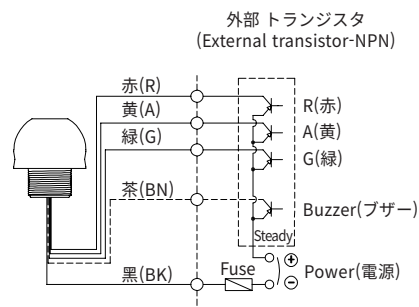 外部 トランジスタ
(External transistor-NPN)
赤(R)
R(赤)
黄(A)
A(黄)
緑(G)
G(緑)
茶(BN)
Buzzer(ブザー)
Steady
黒(BK)
Fuse
Power(電源)